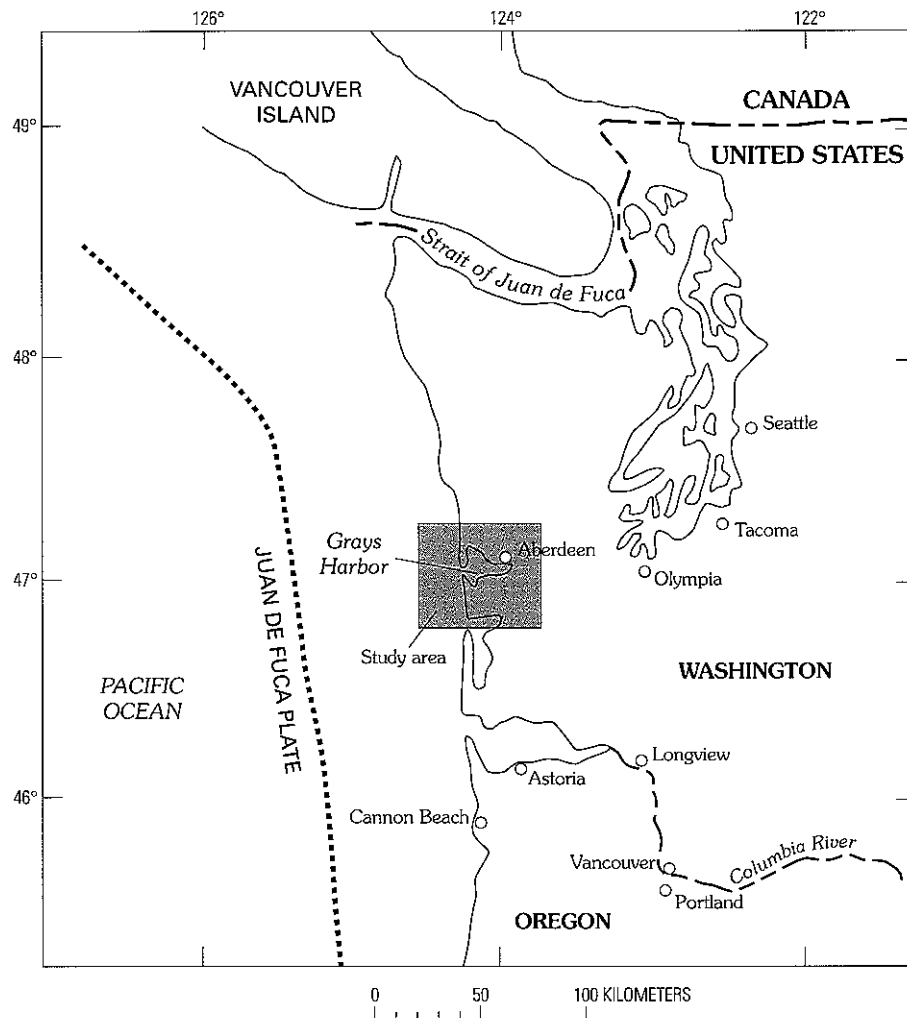 126°
124°
122°
VANCOUVER
ISLAND
CANADA
49°
UNITED STATES
Strait of Juan de Fuca
48°
Seattle
Tacoma
Grays
Harbor
Aberdeen
47°
Olympia
JUAN DE FUCA PLATE
Study area
WASHINGTON
PACIFIC
OCEAN
Longview
Astoria
46°
Cannon Beach
Vancouver
Columbia River
Portland
OREGON
0 50 100 KILOMETERS